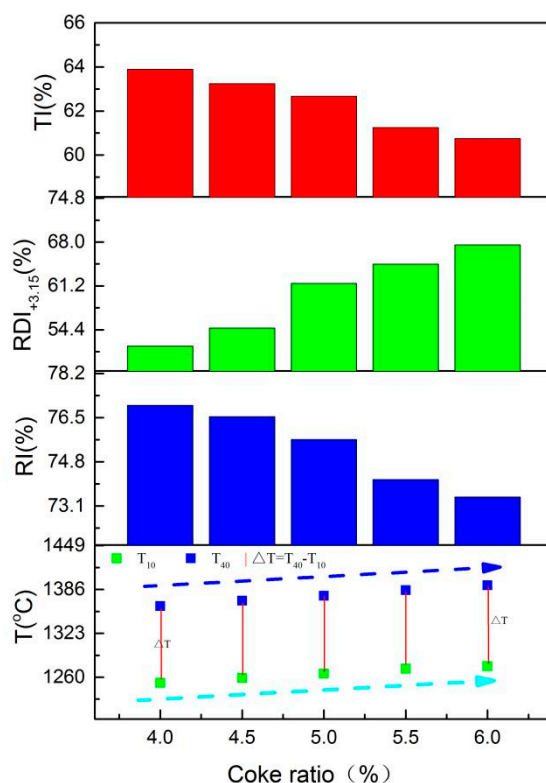 66
64
62
60
TI(%)
74.8
68.0
61.2
54.4
RDI+3.15(%)
78.2
76.5
74.8
73.1
RI(%)
1449
T10 T40 △T=T40-T10
1386
1323
1260
T(°C)
△T
△T
4.0 4.5 5.0 5.5 6.0
Coke ratio（%）